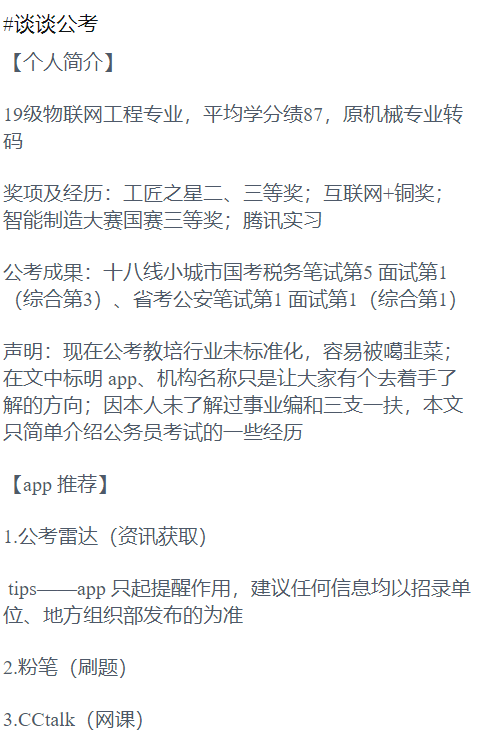 #谈谈公考
【个人简介】
19级物联网工程专业，平均学分绩87，原机械专业转
码
奖项及经历：工匠之星二、三等奖；互联网+铜奖；
智能制造大赛国赛三等奖；腾讯实习
公考成果：十八线小城市国考税务笔试第5 面试第1
（综合第3）、省考公安笔试第1 面试第1（综合第1）
声明：现在公考教培行业未标准化，容易被噶韭菜；
在文中标明 app、机构名称只是让大家有个去着手了
解的方向；因本人未了解过事业编和三支一扶，本文
只简单介绍公务员考试的一些经历
【app 推荐】
1.公考雷达（资讯获取）
tips——app 只起提醒作用，建议任何信息均以招录单
位、地方组织部发布的为准
2.粉笔（刷题）
3.CCtalk（网课）